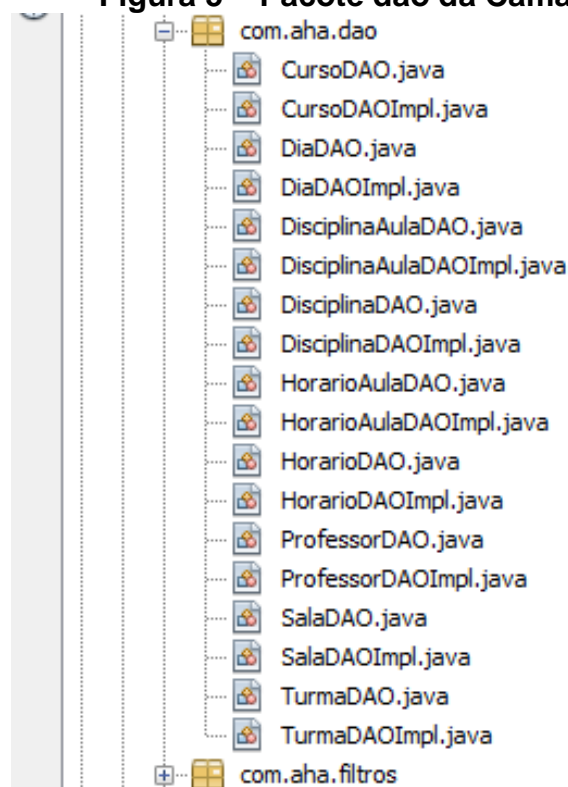 com.aha.dao
CursoDAO.java
CursoDAOImpl.java
DiaDAO.java
DiaDAOImpl.java
DisciplinaAulaDAO.java
DisciplinaAulaDAOImpl.java
DisciplinaDAO.java
DisciplinaDAOImpl.java
HorarioAulaDAO.java
HorarioAulaDAOImpl.java
HorarioDAO.java
HorarioDAOImpl.java
ProfessorDAO.java
ProfessorDAOImpl.java
SalaDAO.java
SalaDAOImpl.java
TurmaDAO.java
TurmaDAOImpl.java
com.aha.filtros